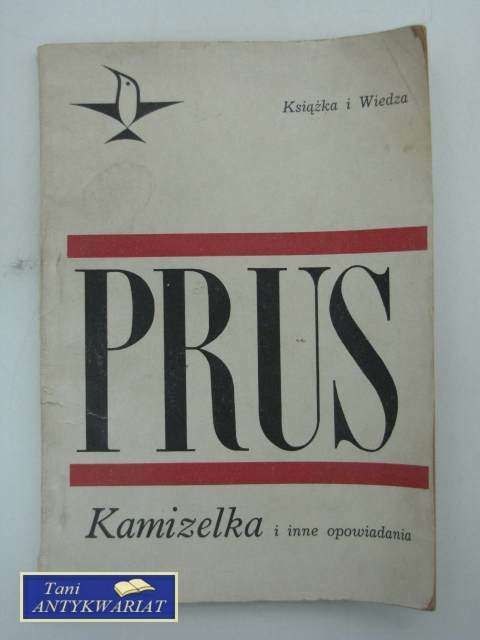 Książka i Wiedza
PRUS
Kamizelka i inne opowiadania
Tani
ANTYKWARIAT